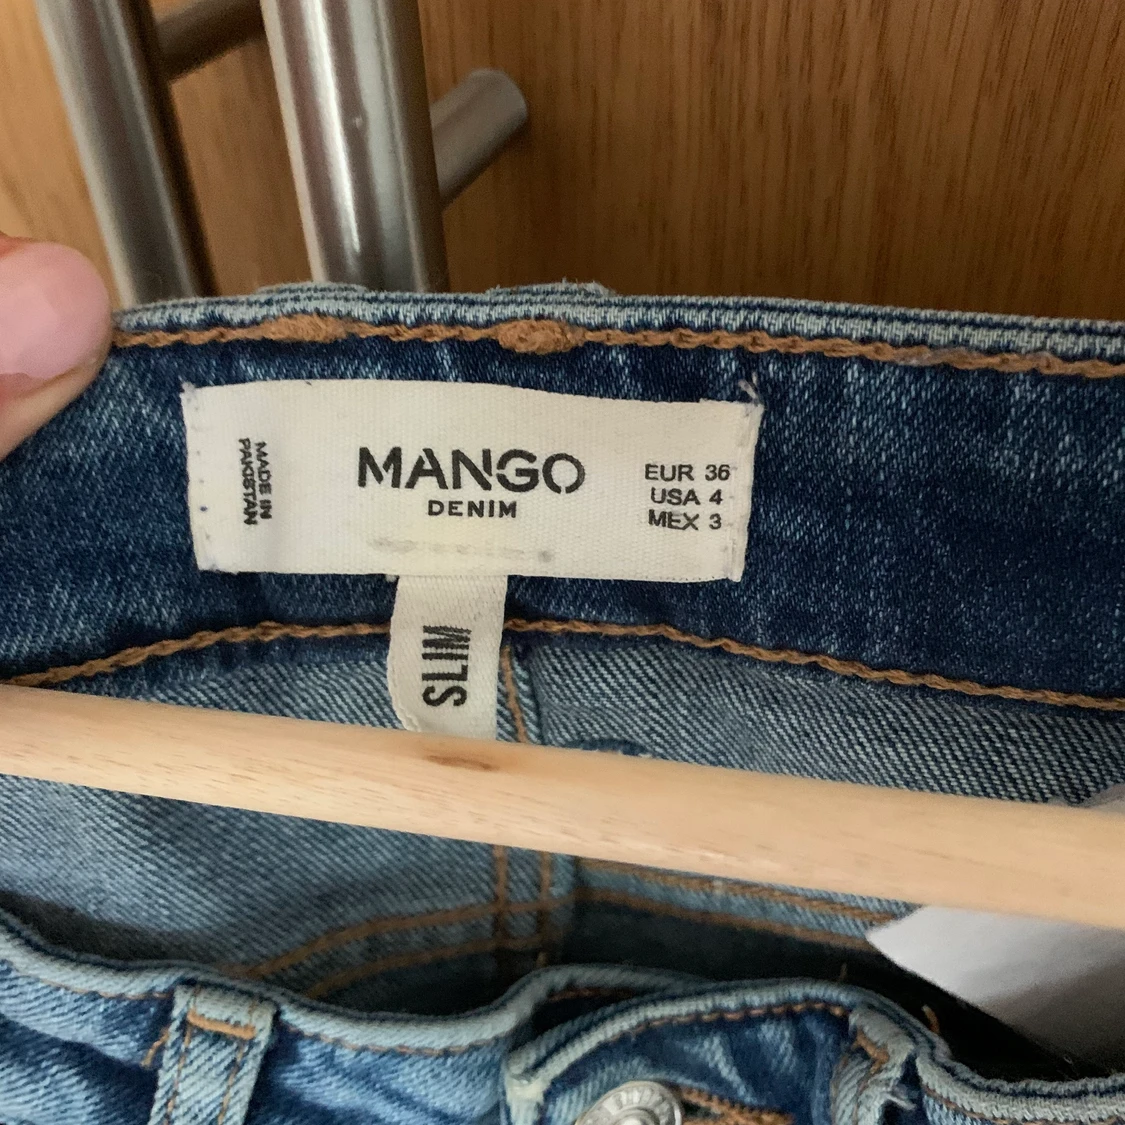 MADE IN
PAKISTAN
MANGO
DENIM
EUR 36
USA 4
MEX 3
SLIM